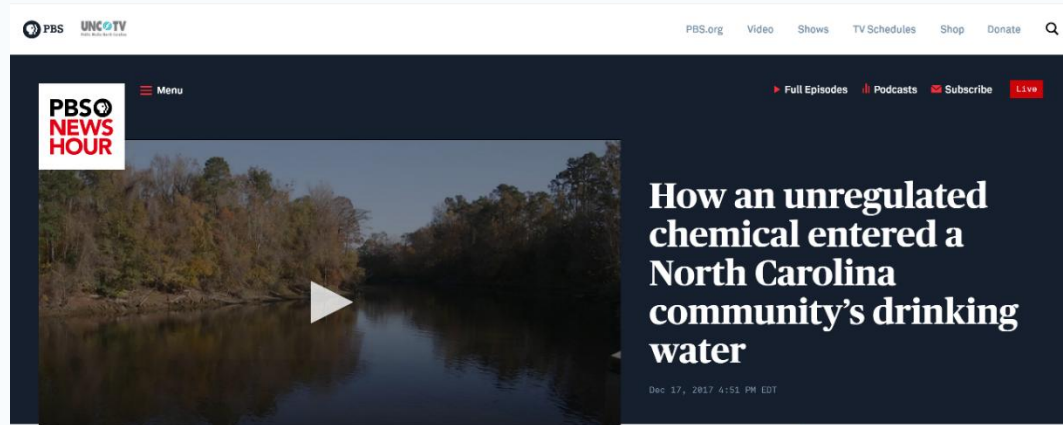 PBS UNC TV
PBS.org Video Shows TV Schedules Shop Donate
Menu
Full Episodes Podcasts Subscribe Live
PBS
NEWS
HOUR
How an unregulated
chemical entered a
North Carolina
community’s drinking
water
Dec 17, 2017 4:51 PM EDT